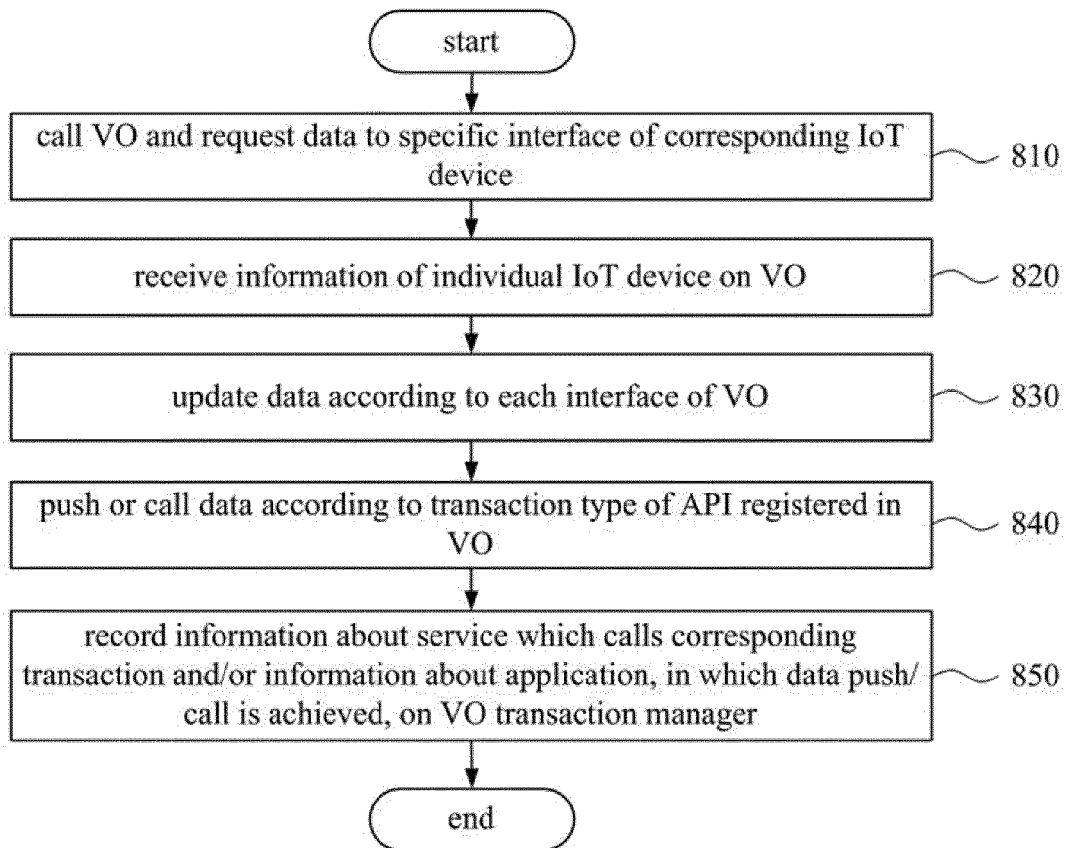 start
call VO and request data to specific interface of corresponding IoT
device
810
receive information of individual IoT device on VO
820
update data according to each interface of VO
830
push or call data according to transaction type of API registered in
VO
840
record information about service which calls corresponding
transaction and/or information about application, in which data push/
call is achieved, on VO transaction manager
850
end